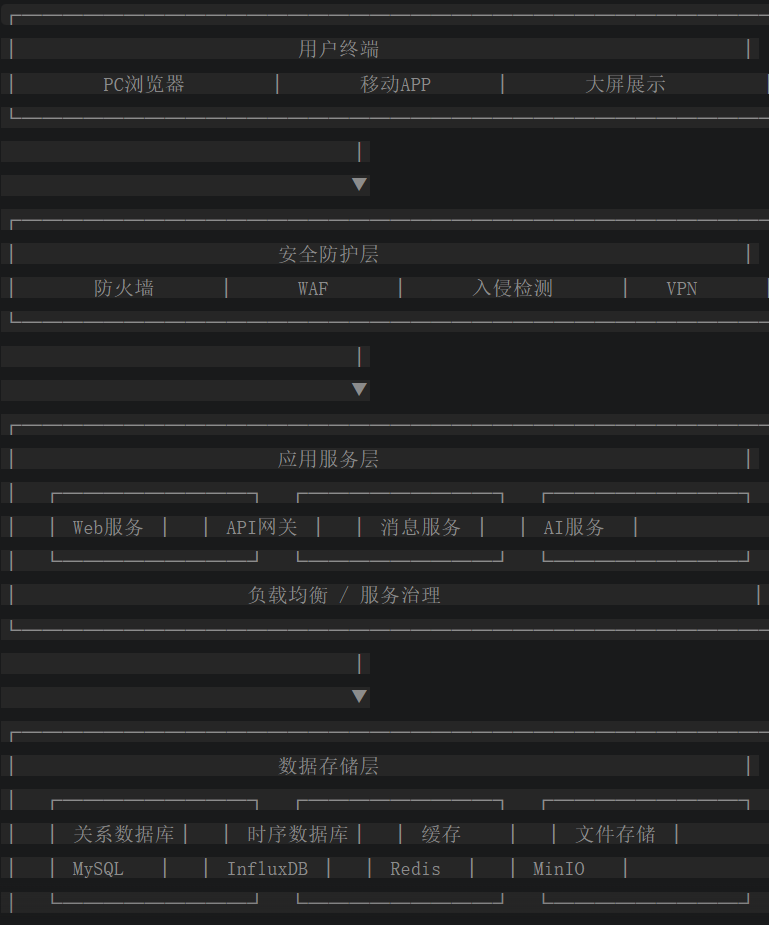 用户终端
PC浏览器 | 移动APP | 大屏展示
安全防护层
防火墙 | WAF | 入侵检测 | VPN
应用服务层
| Web服务 | | API网关 | | 消息服务 | | AI服务 |
负载均衡 / 服务治理
数据存储层
| 关系数据库 | | 时序数据库 | | 缓存 | | 文件存储 |
| MySQL | | InfluxDB | | Redis | | MinIO |